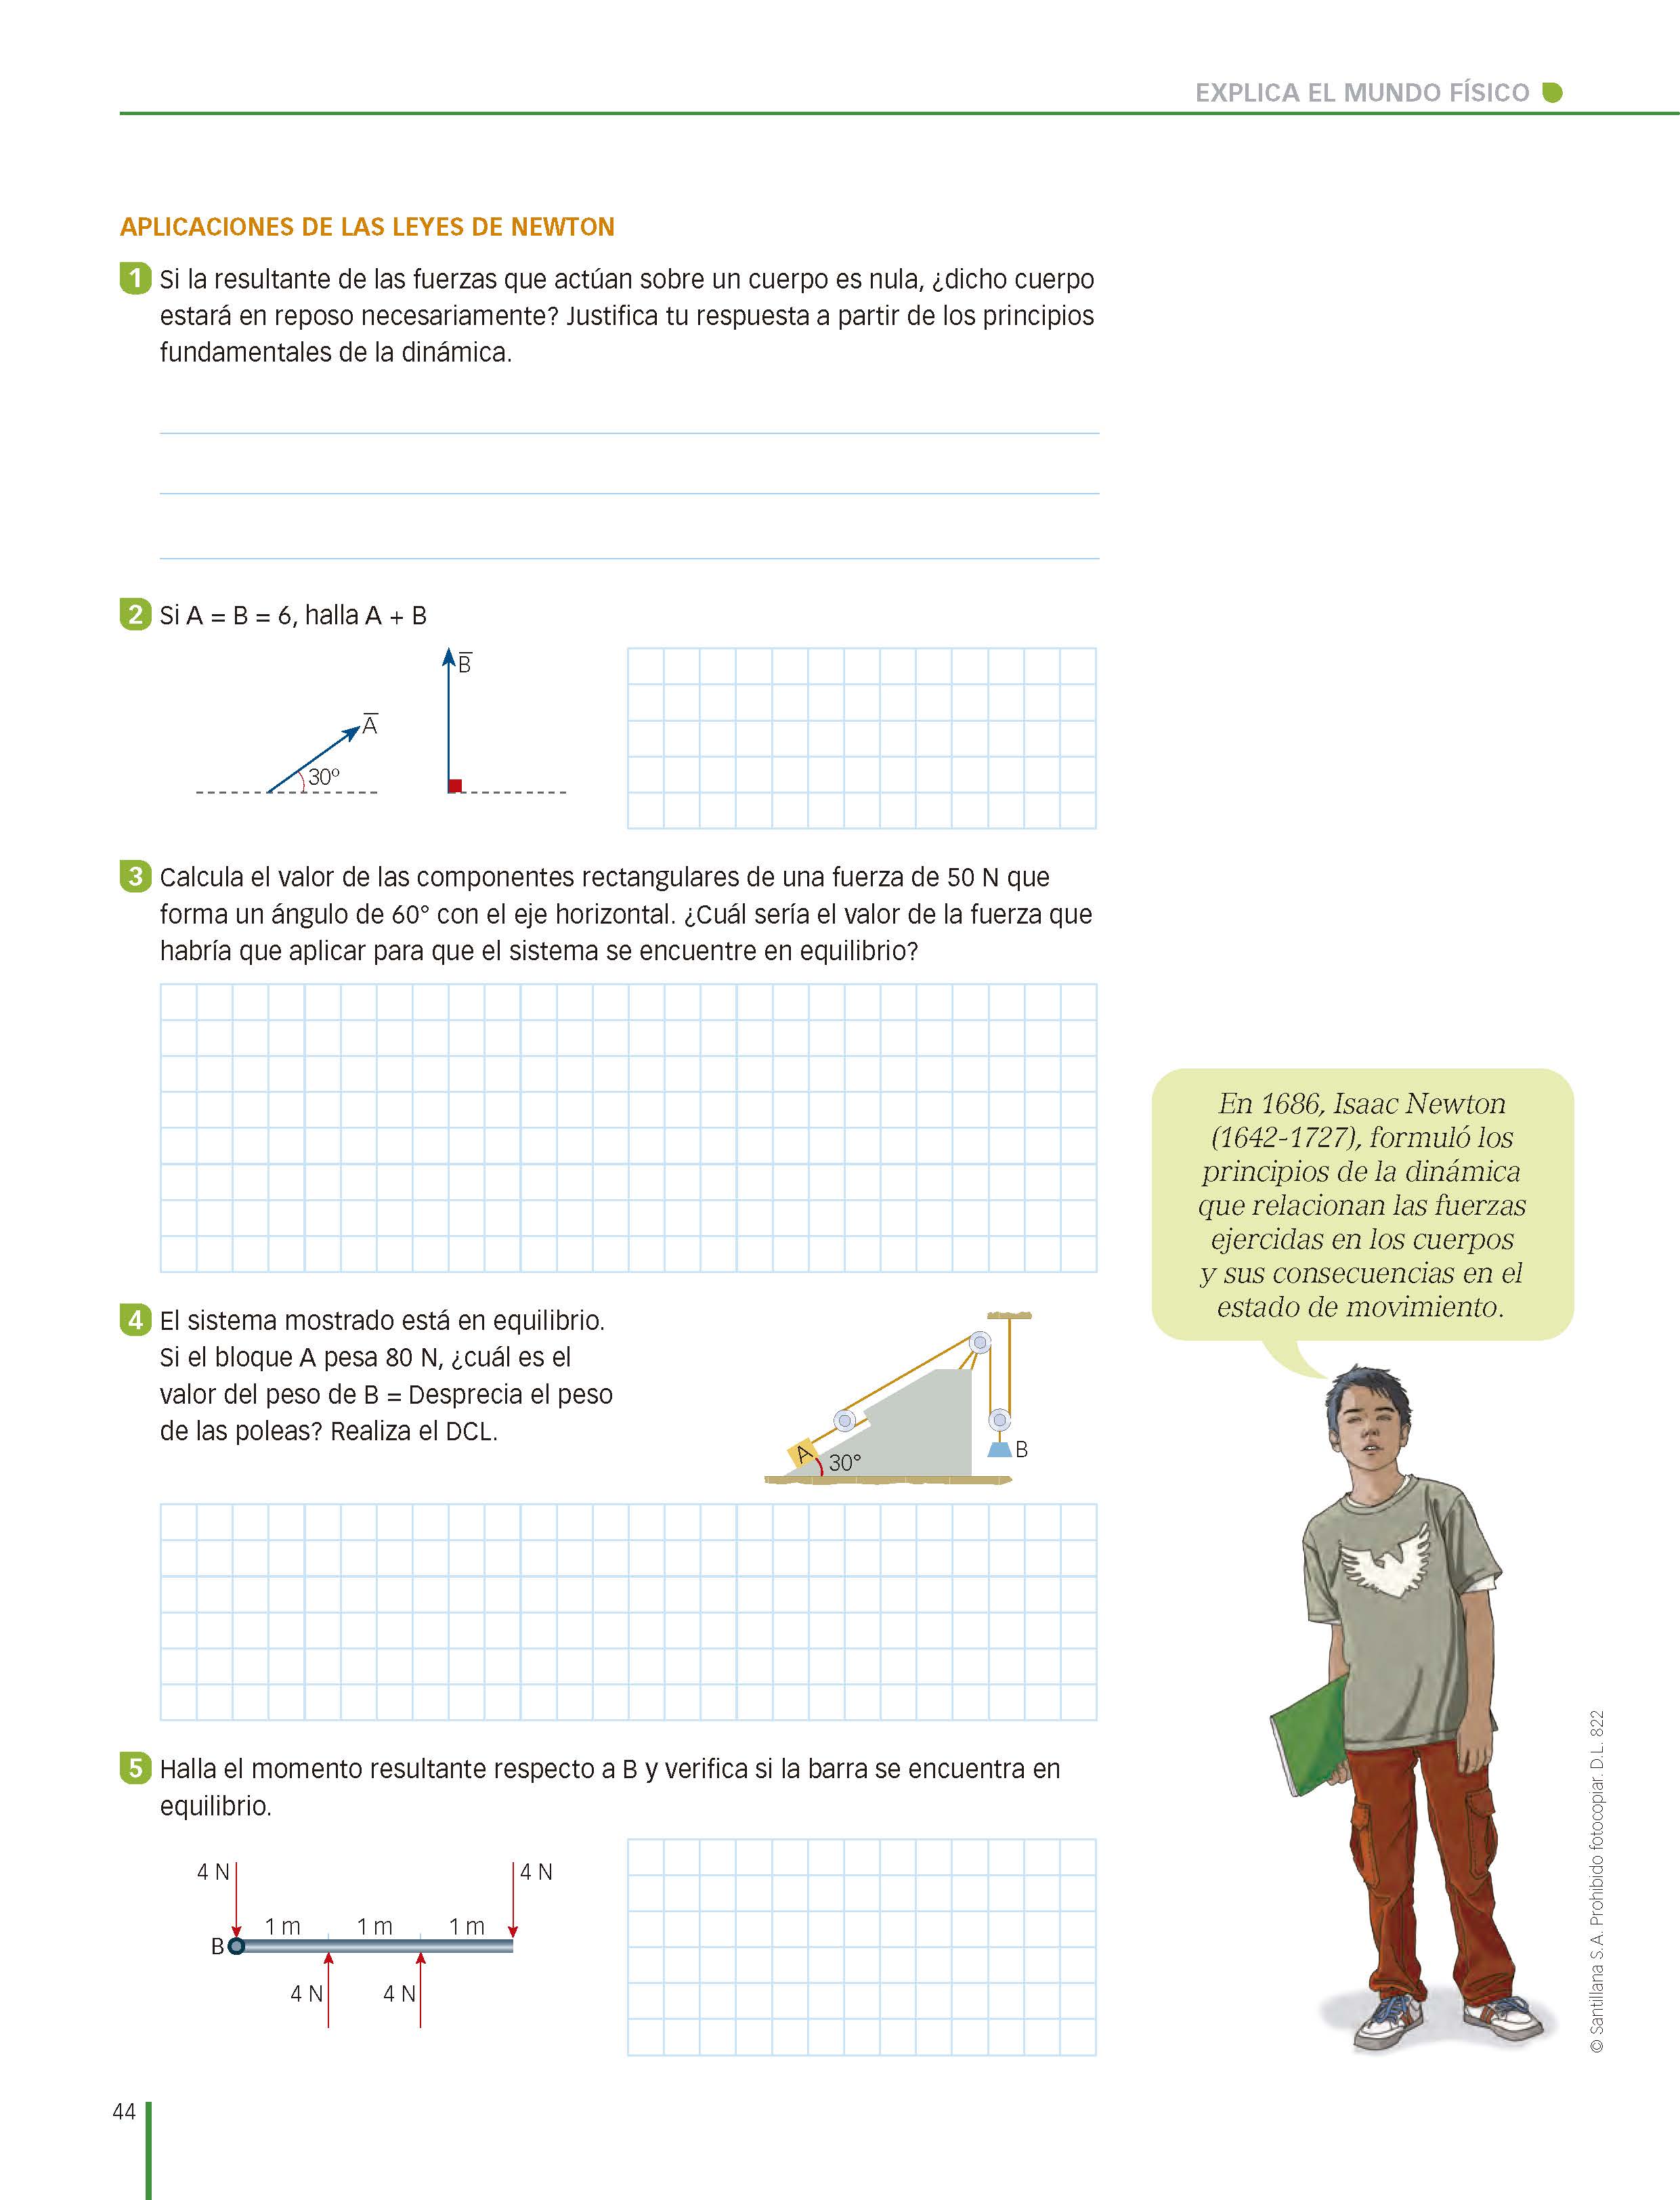 EXPLICA EL MUNDO FÍSICO
APLICACIONES DE LAS LEYES DE NEWTON
1 Si la resultante de las fuerzas que actúan sobre un cuerpo es nula, ¿dicho cuerpo
estará en reposo necesariamente? Justifica tu respuesta a partir de los principios
fundamentales de la dinámica.
2 Si A = B = 6, halla A + B
B
A
30º
3 Calcula el valor de las componentes rectangulares de una fuerza de 50 N que
forma un ángulo de 60° con el eje horizontal. ¿Cuál sería el valor de la fuerza que
habría que aplicar para que el sistema se encuentre en equilibrio?
En 1686, Isaac Newton
(1642-1727), formuló los
principios de la dinámica
que relacionan las fuerzas
ejercidas en los cuerpos
y sus consecuencias en el
estado de movimiento.
4 El sistema mostrado está en equilibrio.
Si el bloque A pesa 80 N, ¿cuál es el
valor del peso de B = Desprecia el peso
de las poleas? Realiza el DCL.
A
30°
B
5 Halla el momento resultante respecto a B y verifica si la barra se encuentra en
equilibrio.
4 N
4 N
1 m
1 m
1 m
B
4 N
4 N
© Santillana S.A. Prohibido fotocopiar. D.L. 822
44